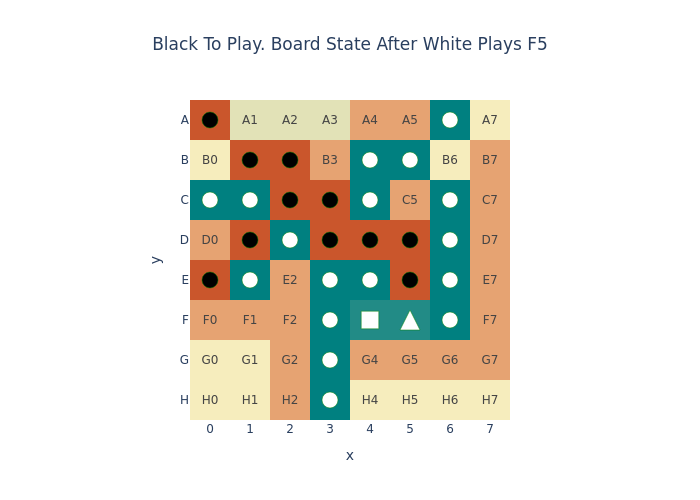 Black To Play. Board State After White Plays F5
A A1 A2 A3 A4 A5 A7
B B0 B3 B6 B7
C C5 C7
D D0 D7
E E2 E7
F F0 F1 F2 F7
G G0 G1 G2 G4 G5 G6 G7
H H0 H1 H2 H4 H5 H6 H7
0 1 2 3 4 5 6 7
x
y